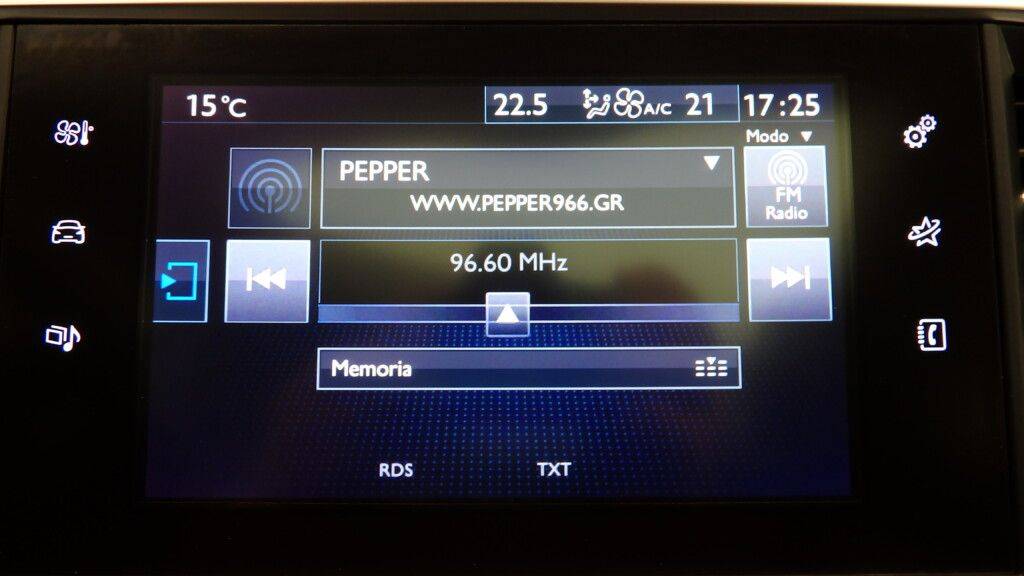 15°C 22.5 A/C 21 17:25
Modo
PEPPER
WWW.PEPPER966.GR
FM
Radio
96.60 MHz
Memoria
RDS TXT